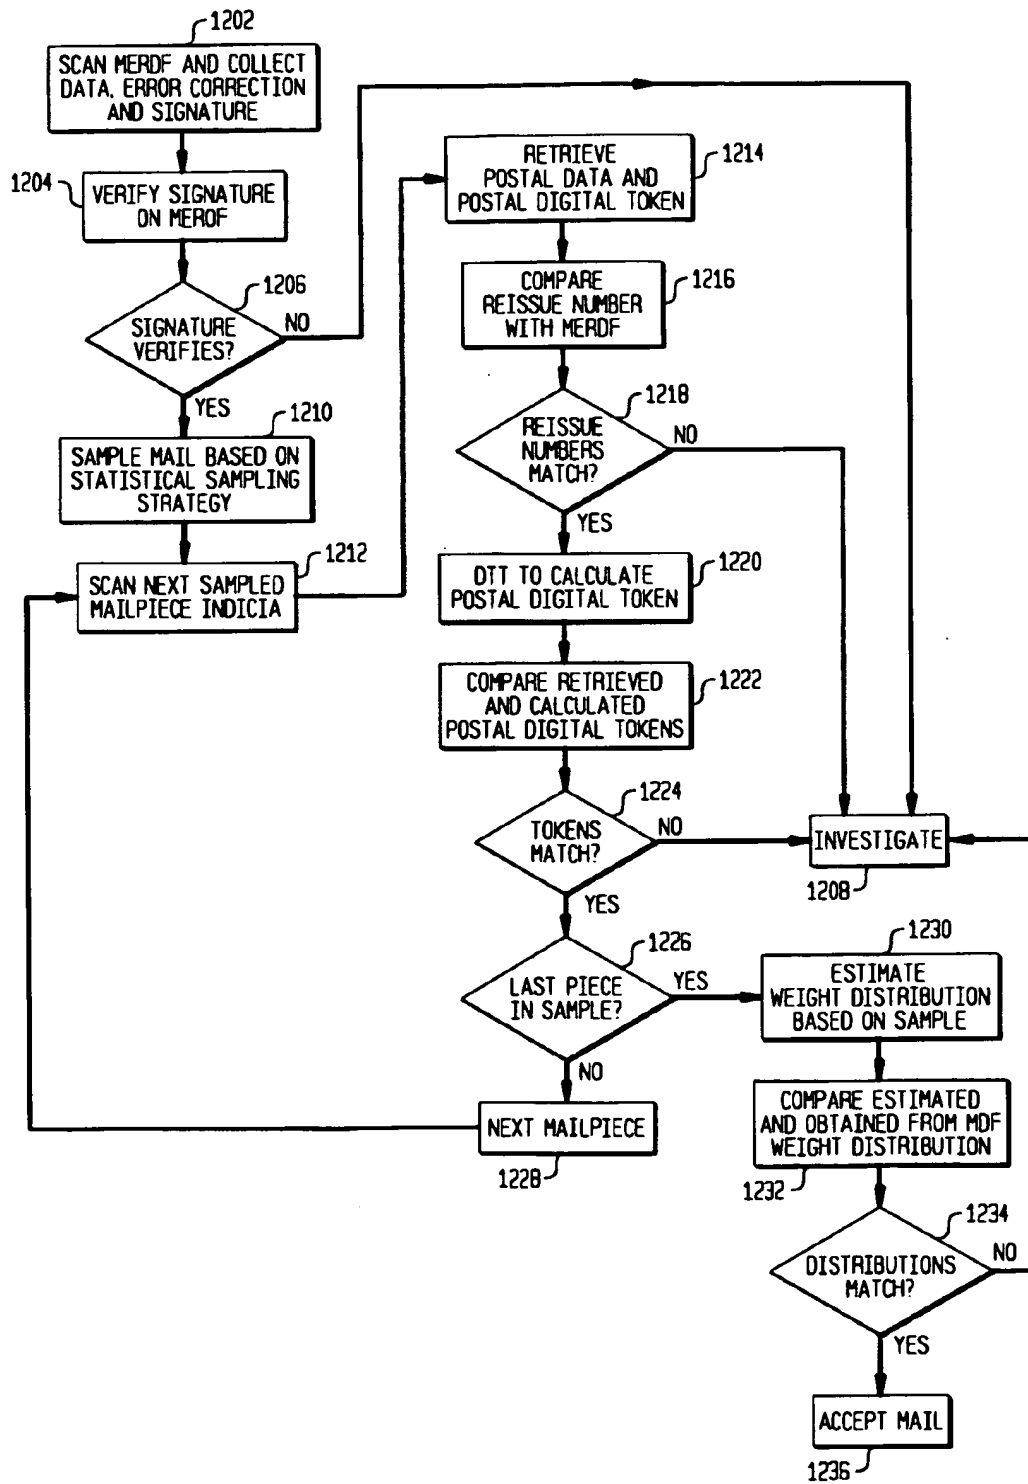 1202
SCAN MERDF AND COLLECT
DATA, ERROR CORRECTION
AND SIGNATURE
1204
VERIFY SIGNATURE
ON MERDF
1206
SIGNATURE
VERIFIES?
NO
YES
1210
SAMPLE MAIL BASED ON
STATISTICAL SAMPLING
STRATEGY
1212
SCAN NEXT SAMPLED
MAILPIECE INDICIA
RETRIEVE
POSTAL DATA AND
POSTAL DIGITAL TOKEN
1214
COMPARE
REISSUE NUMBER
WITH MERDF
1216
1218
REISSUE
NUMBERS
MATCH?
NO
YES
DTT TO CALCULATE
POSTAL DIGITAL TOKEN
1220
COMPARE RETRIEVED
AND CALCULATED
POSTAL DIGITAL TOKENS
1222
1224
TOKENS
MATCH?
NO
YES
INVESTIGATE
1208
1226
LAST PIECE
IN SAMPLE?
YES
NO
NEXT MAILPIECE
1228
1230
ESTIMATE
WEIGHT DISTRIBUTION
BASED ON SAMPLE
COMPARE ESTIMATED
AND OBTAINED FROM MDF
WEIGHT DISTRIBUTION
1232
1234
DISTRIBUTIONS
MATCH?
NO
YES
ACCEPT MAIL
1236